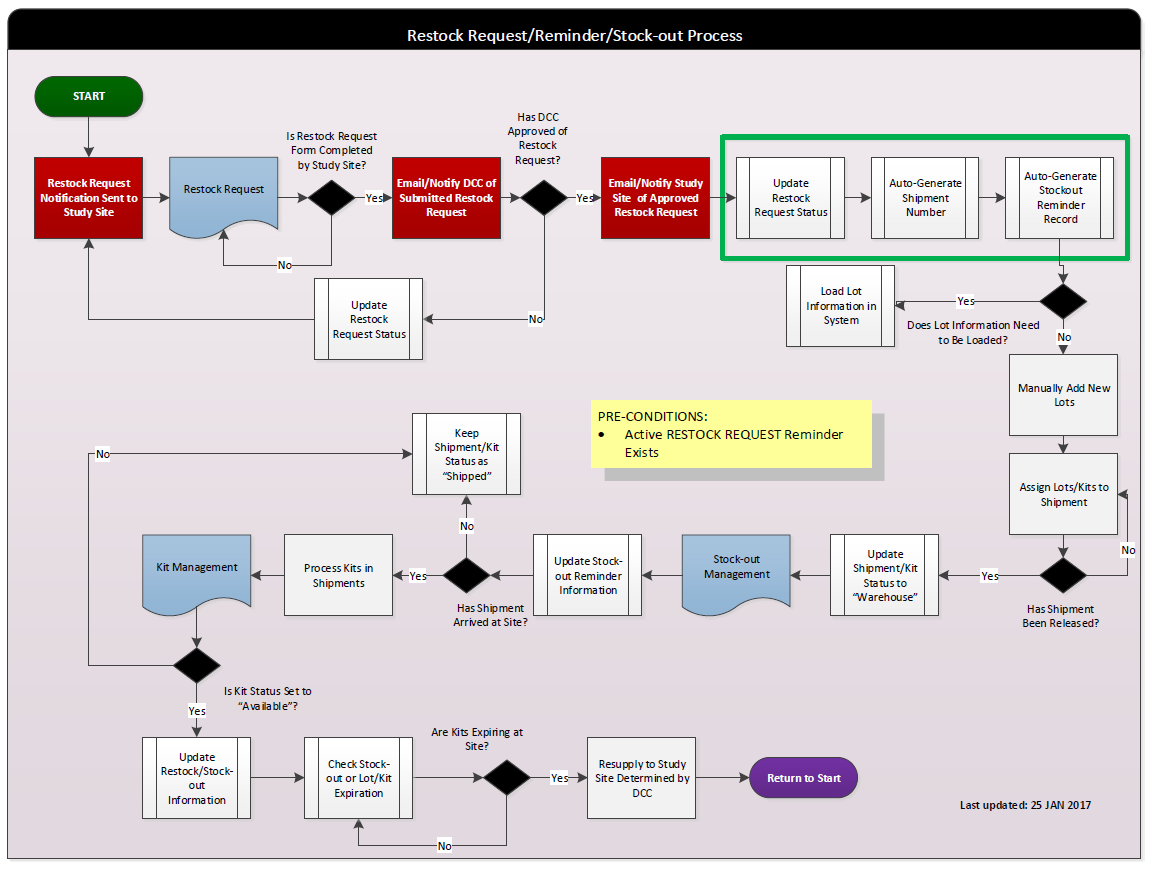 Restock Request/Reminder/Stock-out Process
START
Is Restock Request
Form Completed
by Study Site?
Has DCC
Approved of
Restock
Request?
Restock Request
Notification Sent to
Study Site
Restock Request
Yes
No
Email/Notify DCC of
Submitted Restock
Request
Yes
No
Email/Notify Study
Site of Approved
Restock Request
Update
Restock
Request Status
Auto-Generate
Shipment
Number
Auto-Generate
Stockout
Reminder
Record
Update
Restock
Request Status
Load Lot
Information in
System
Yes
Does Lot Information Need
to Be Loaded?
No
Manually Add New
Lots
PRE-CONDITIONS:
• Active RESTOCK REQUEST Reminder
Exists
Keep
Shipment/Kit
Status as
“Shipped”
No
No
Assign Lots/Kits to
Shipment
No
Kit Management
Process Kits in
Shipments
Yes
Has Shipment
Arrived at Site?
Update Stock-
out Reminder
Information
Stock-out
Management
Update
Shipment/Kit
Status to
“Warehouse”
Yes
Has Shipment
Been Released?
Is Kit Status Set to
“Available”?
Yes
Update
Restock/Stock-
out
Information
Check Stock-
out or Lot/Kit
Expiration
Are Kits Expiring at
Site?
Yes
No
Resupply to Study
Site Determined by
DCC
Return to Start
Last updated: 25 JAN 2017